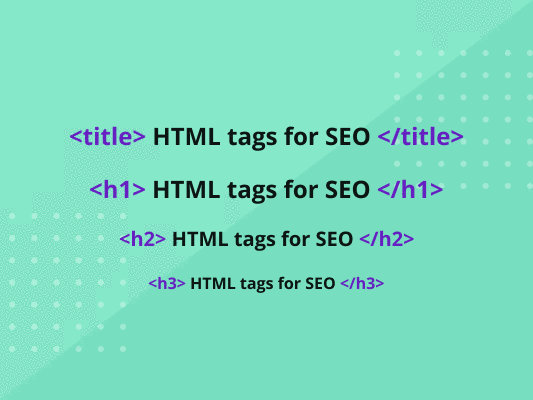 <title> HTML tags for SEO </title>
<h1> HTML tags for SEO </h1>
<h2> HTML tags for SEO </h2>
<h3> HTML tags for SEO </h3>